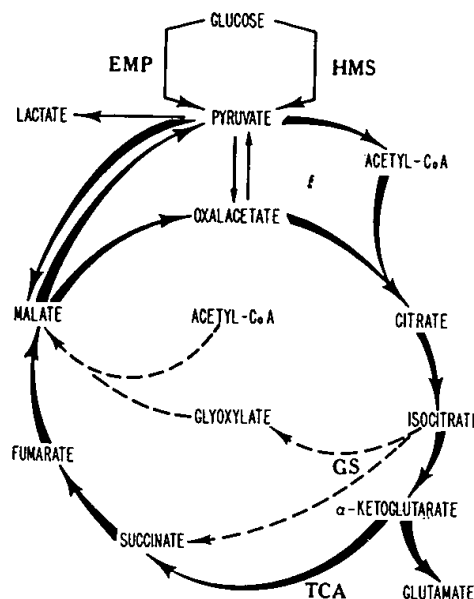 GLUCOSE
EMP
HMS
LACTATE
PYRUVATE
ACETYL-CoA
OXALACETATE
MALATE
ACETYL-CoA
CITRATE
GLYOXYLATE
ISOCITRATE
GS
FUMARATE
α-KETOGLUTARATE
SUCCINATE
TCA
GLUTAMATE